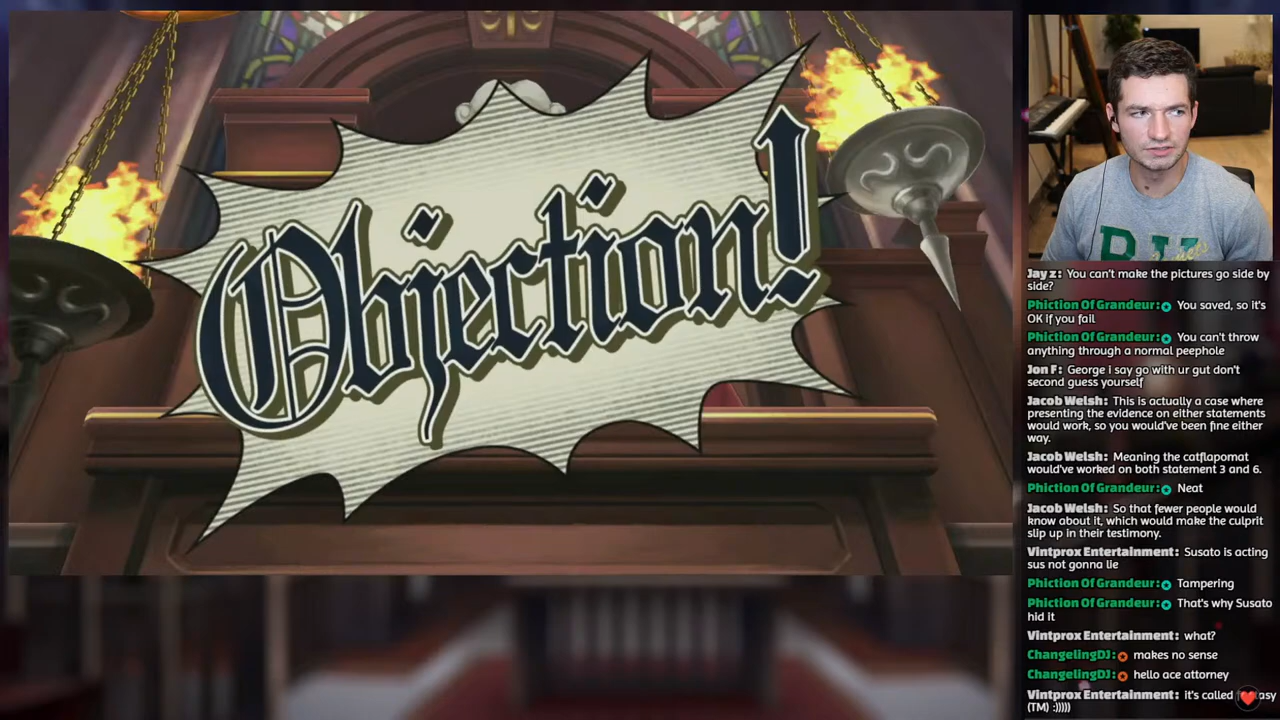 Objection!
Jay z: You can't make the pictures go side by
side?
Phiction Of Grandeur: You saved, so it's
OK if you fail
Phiction Of Grandeur: You can't throw
anything through a normal peephole
Jon F: George i say go with ur gut don't
second guess yourself
Jacob Welsh: This is actually a case where
presenting the evidence on either statements
would work, so you would've been fine either
way.
Jacob Welsh: Meaning the catflapomat
would've worked on both statement 3 and 6.
Phiction Of Grandeur: Neat
Jacob Welsh: So that fewer people would
know about it, which would make the culprit
slip up in their testimony.
Vintprox Entertainment: Susato is acting
sus not gonna lie
Phiction Of Grandeur: Tampering
Phiction Of Grandeur: That's why Susato
hid it
Vintprox Entertainment: what?
ChangelingDJ: makes no sense
ChangelingDJ: hello ace attorney
Vintprox Entertainment: it's called
(TM) :)))))